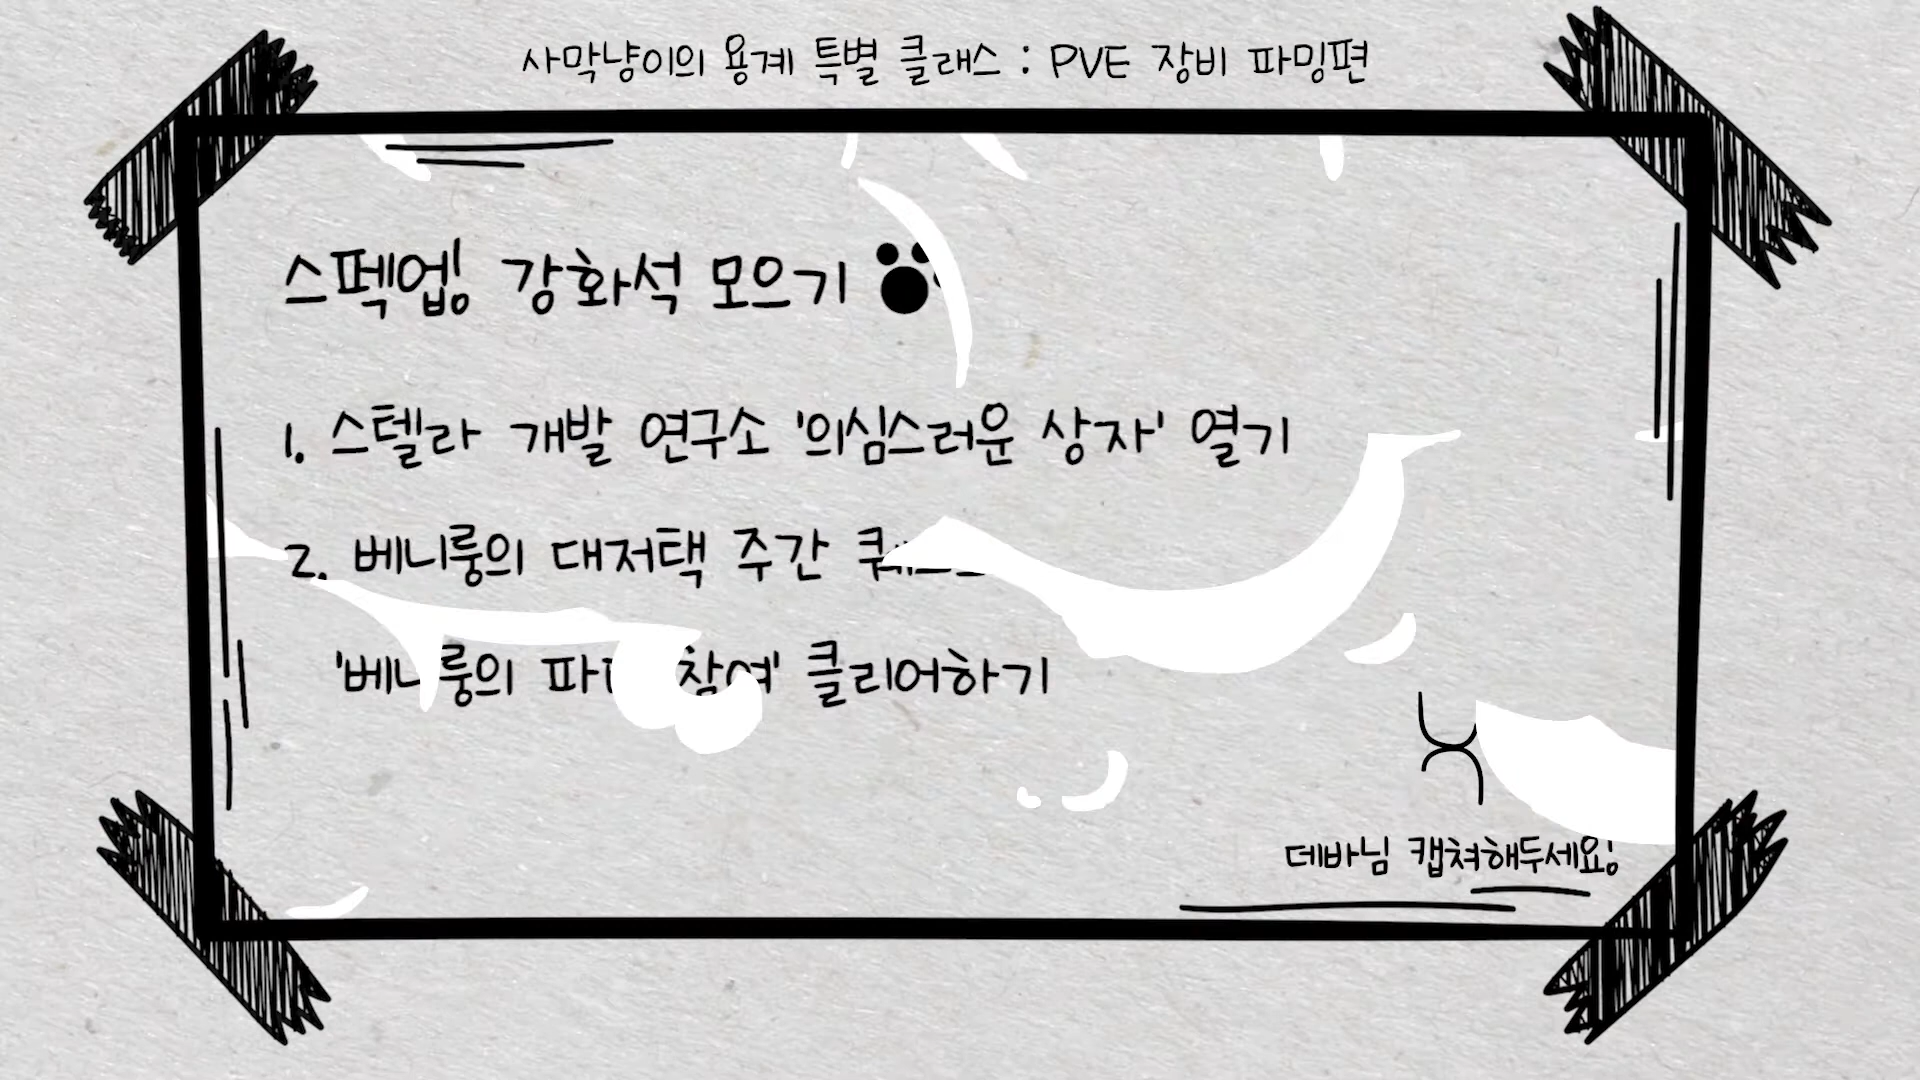 사막냥이의 용계 특별 클래스 : PVE 장비 파밍편
스펙업! 강화석 모으기
1. 스텔라 개발 연구소 '의심스러운 상자' 열기
2. 베니룽의 대저택 주간
'베니룽의 참여' 클리어하기
데바님 캡쳐해두세요!